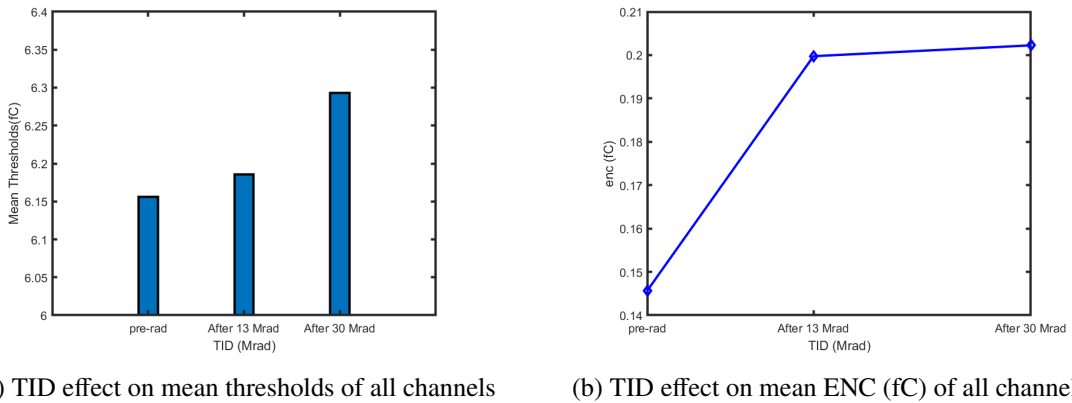 6.4
6.35
6.3
6.25
6.2
6.15
6.1
6.05
6
Mean Thresholds(fC)
pre-rad After 13 Mrad After 30 Mrad
TID (Mrad)
0.21
0.2
0.19
0.18
0.17
0.16
0.15
0.14
enc (fC)
pre-rad After 13 Mrad After 30 Mrad
TID (Mrad)
) TID effect on mean thresholds of all channels
(b) TID effect on mean ENC (fC) of all channel